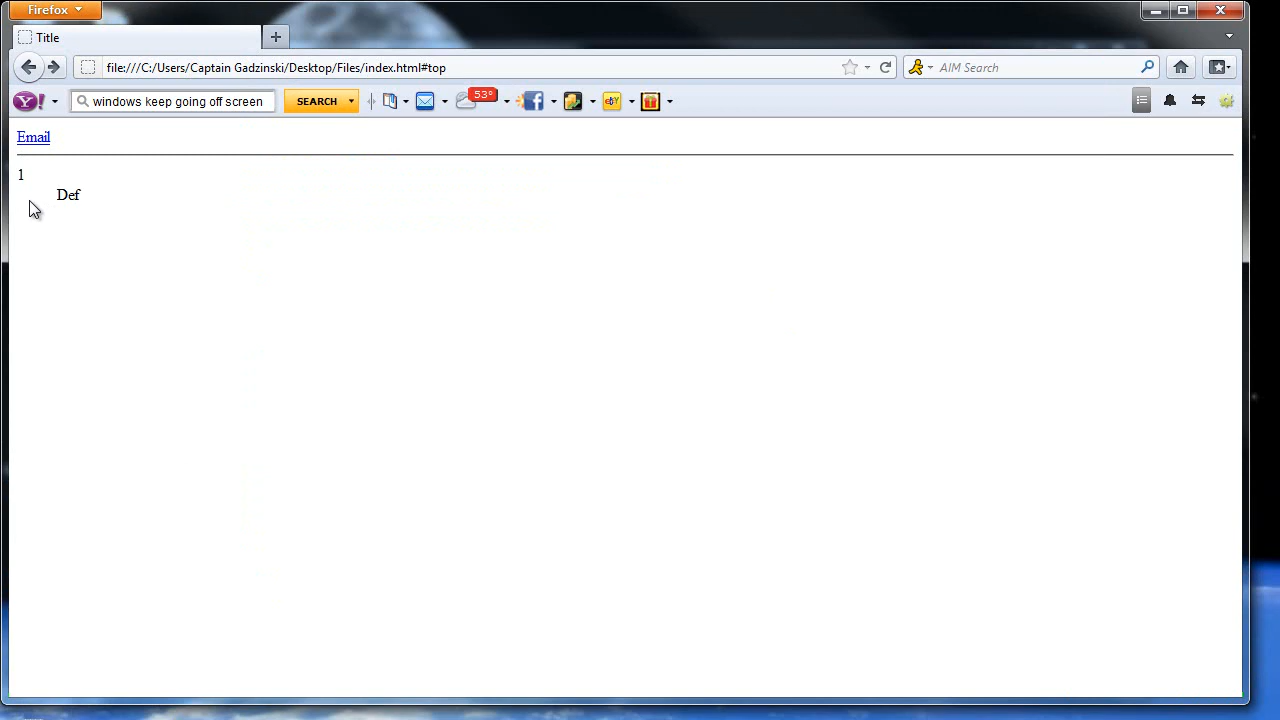 Firefox
Title
file:///C:/Users/Captain Gadzinski/Desktop/Files/index.html#top
AIM Search
Y!
windows keep going off screen
SEARCH
53°
f
ebY
Email
1
Def